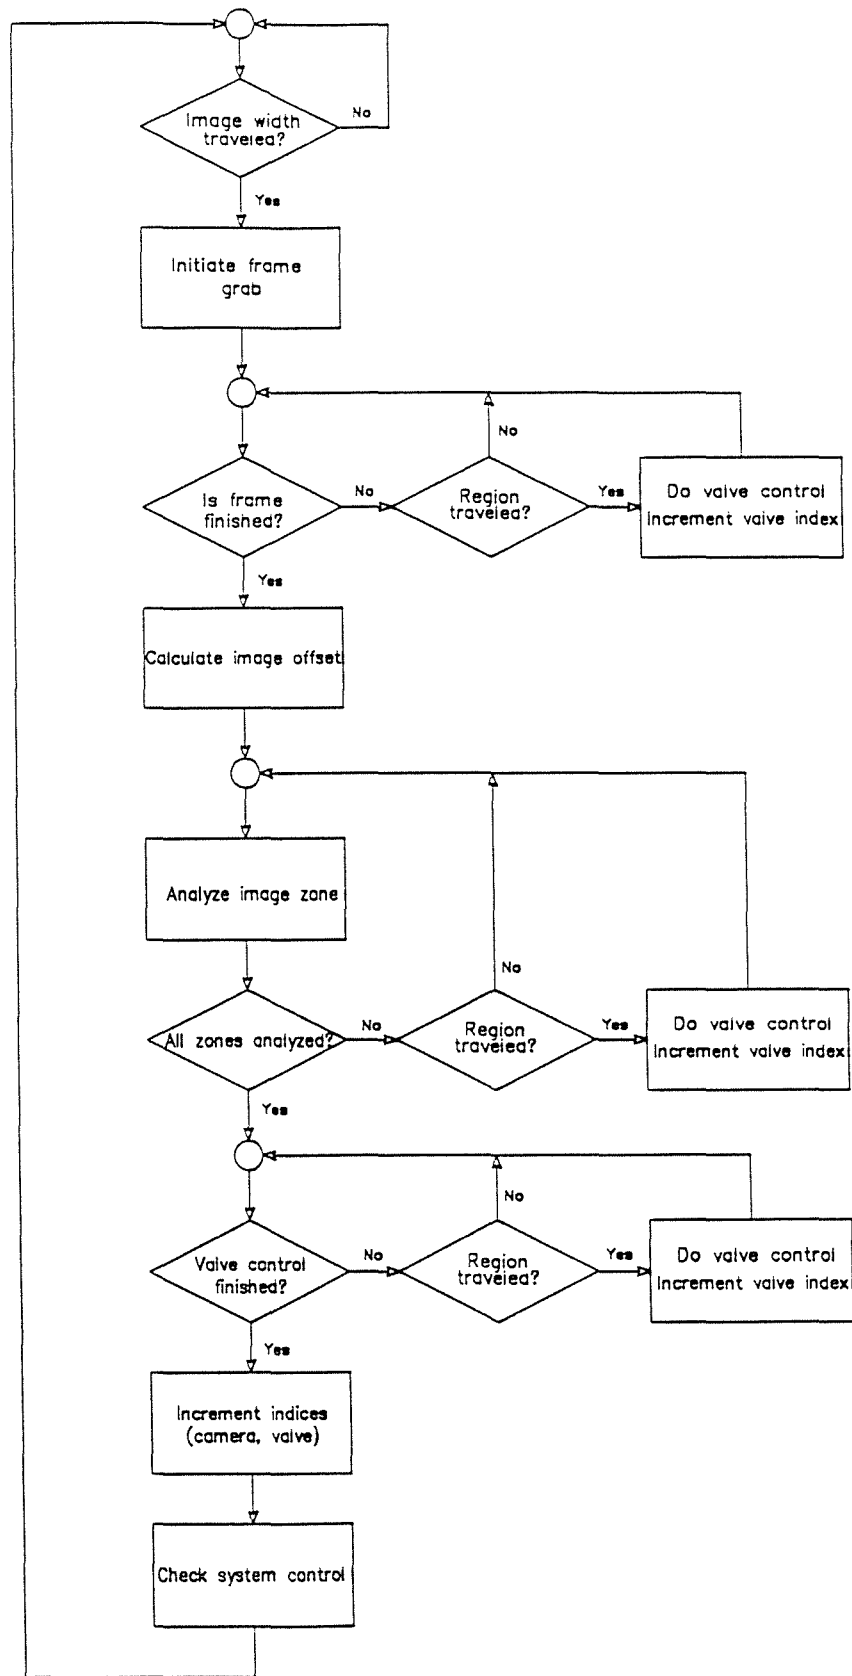 No
Image width
traveled?
Yes
Initiate frame
grab
No
Is frame
finished?
No
Region
traveled?
Yes
Do valve control
Increment valve index
Yes
Calculate image offset
Analyze image zone
No
All zones analyzed?
No
Region
traveled?
Yes
Do valve control
Increment valve index
Yes
No
Valve control
finished?
No
Region
traveled?
Yes
Do valve control
Increment valve index
Yes
Increment indices
(camera, valve)
Check system control